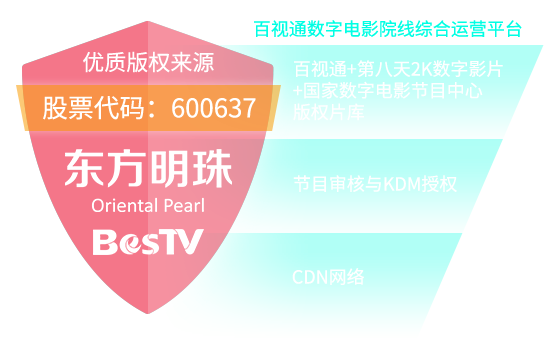 百视通数字电影院线综合运营平台
优质版权来源
股票代码：600637
东方明珠
Oriental Pearl
BesTV
百视通+第八天2K数字影片
+国家数字电影节目中心
版权片库
节目审核与KDM授权
CDN网络